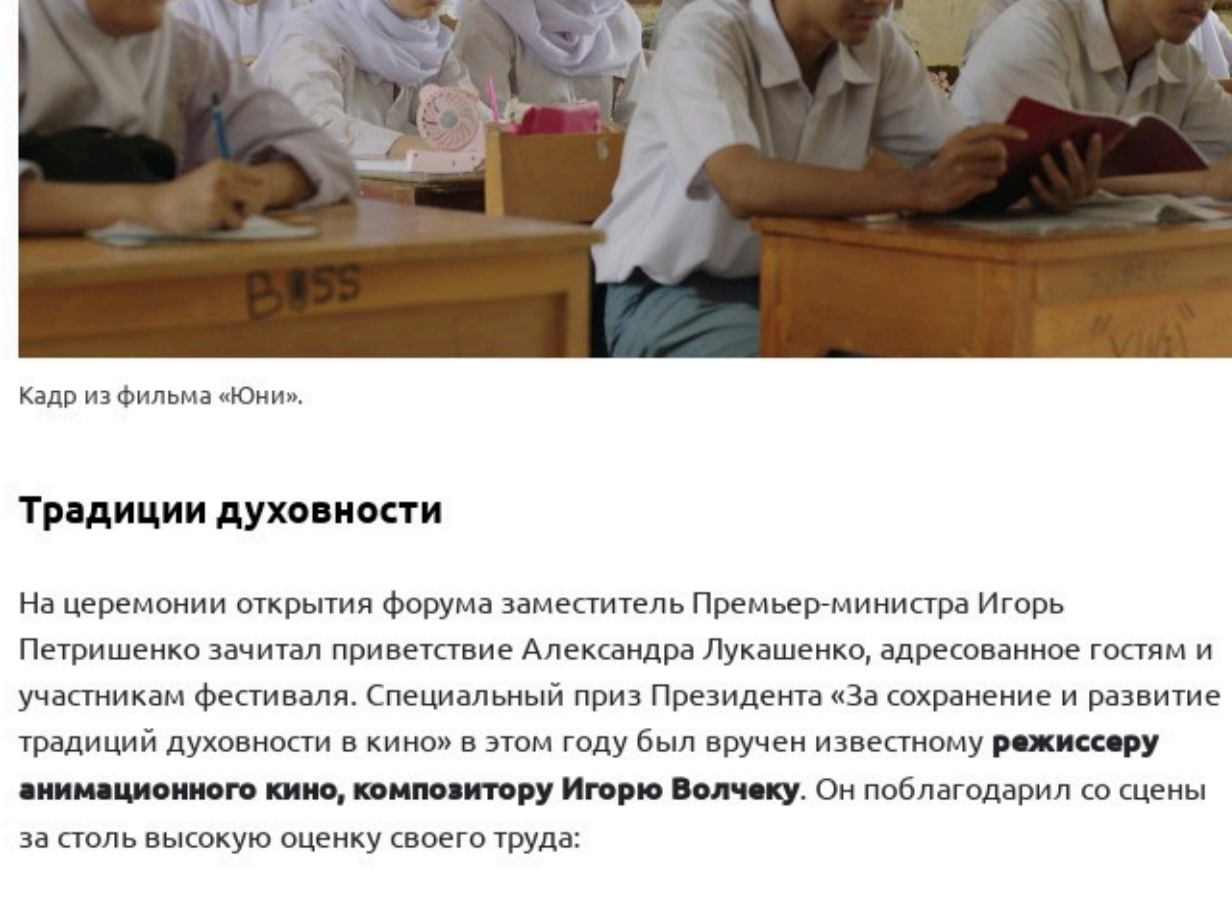 BOSS
Кадр из фильма «Юни».
Традиции духовности
На церемонии открытия форума заместитель Премьер-министра Игорь
Петришенко зачитал приветствие Александра Лукашенко, адресованное гостям и
участникам фестиваля. Специальный приз Президента «За сохранение и развитие
традиций духовности в кино» в этом году был вручен известному режиссеру
анимационного кино, композитору Игорю Волчеку. Он поблагодарил со сцены
за столь высокую оценку своего труда: